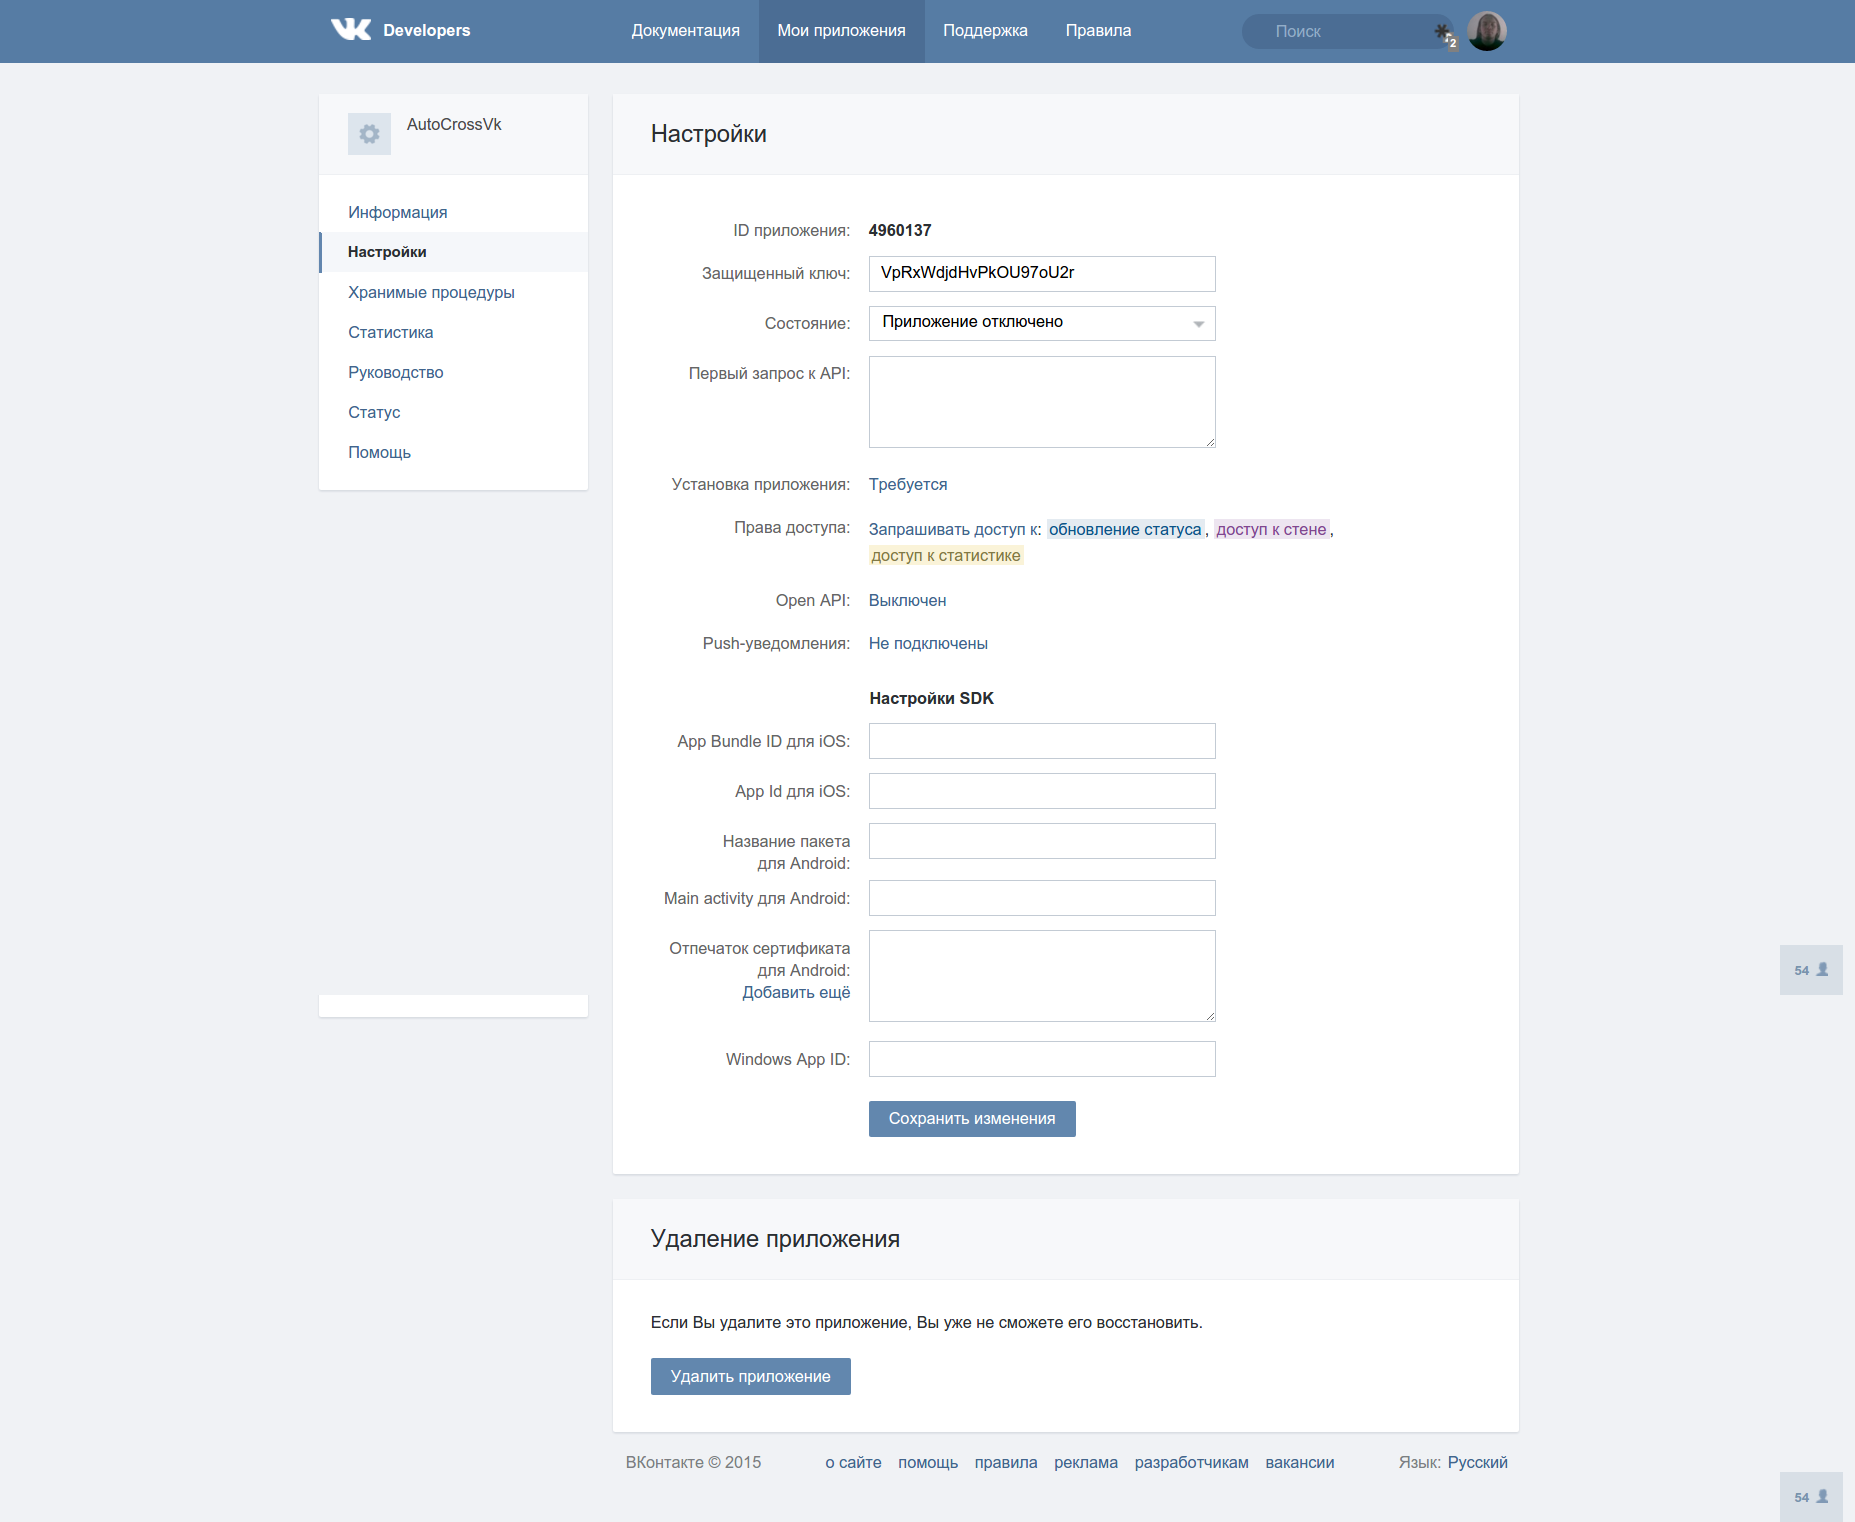 Developers
Документация
Мои приложения
Поддержка
Правила
Поиск
2
AutoCrossVk
Информация
Настройки
Хранимые процедуры
Статистика
Руководство
Статус
Помощь
Настройки
ID приложения: 4960137
Защищенный ключ: VpRxWdjdHvPkOU97oU2r
Состояние: Приложение отключено
Первый запрос к API:
Установка приложения: Требуется
Права доступа: Запрашивать доступ к: обновление статуса, доступ к стене,
доступ к статистике
Open API: Выключен
Push-уведомления: Не подключены
Настройки SDK
App Bundle ID для iOS:
App Id для iOS:
Название пакета
для Android:
Main activity для Android:
Отпечаток сертификата
для Android:
Добавить ещё
54
Windows App ID:
Сохранить изменения
Удаление приложения
Если Вы удалите это приложение, Вы уже не сможете его восстановить.
Удалить приложение
ВКонтакте © 2015 о сайте помощь правила реклама разработчикам вакансии Язык: Русский
54